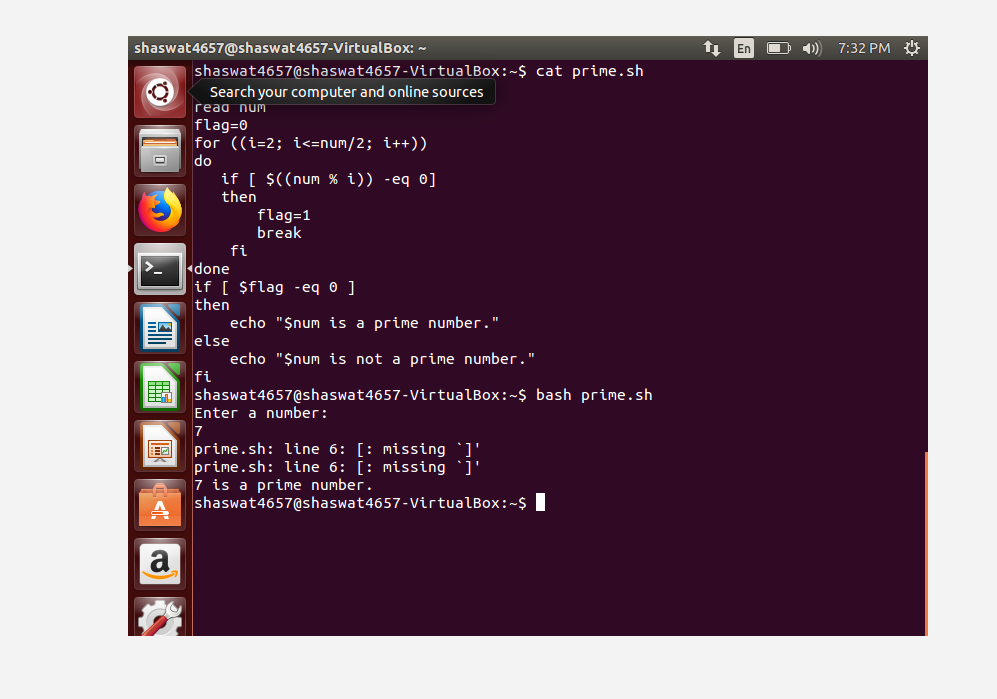 shaswat4657@shaswat4657-VirtualBox: ~
En
7:32 PM
shaswat4657@shaswat4657-VirtualBox:~$ cat prime.sh
Search your computer and online sources
read num
flag=0
for ((i=2; i<=num/2; i++))
do
   if [ $((num % i)) -eq 0]
   then
       flag=1
       break
    fi
done
if [ $flag -eq 0 ]
then
    echo "$num is a prime number."
else
    echo "$num is not a prime number."
fi
shaswat4657@shaswat4657-VirtualBox:~$ bash prime.sh
Enter a number:
7
prime.sh: line 6: [: missing `]'
prime.sh: line 6: [: missing `]'
7 is a prime number.
shaswat4657@shaswat4657-VirtualBox:~$
a